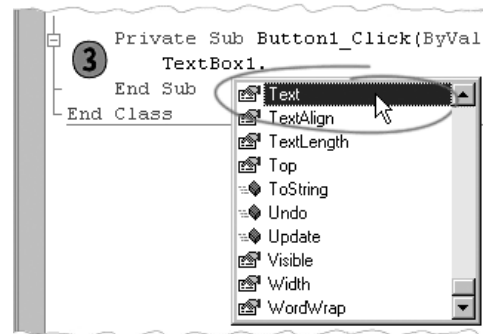 Private Sub Button1_Click(ByVal
3
TextBox1.
End Sub
End Class
Text
TextAlign
TextLength
Top
ToString
Undo
Update
Visible
Width
WordWrap